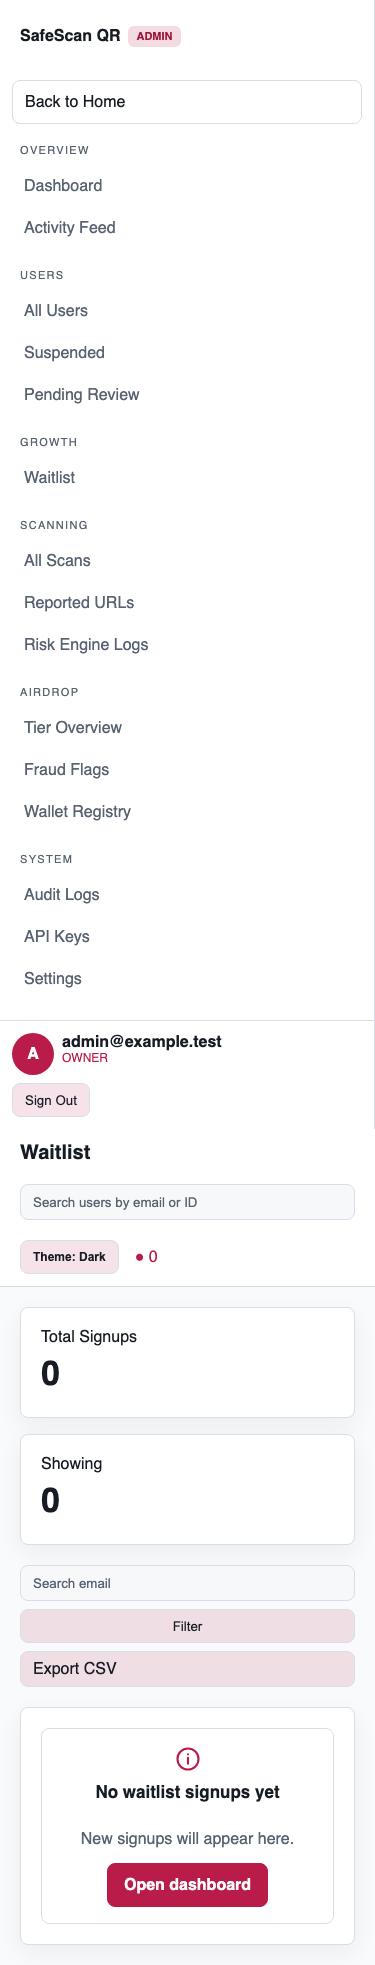 SafeScan QR ADMIN
Back to Home
OVERVIEW
Dashboard
Activity Feed
USERS
All Users
Suspended
Pending Review
GROWTH
Waitlist
SCANNING
All Scans
Reported URLs
Risk Engine Logs
AIRDROP
Tier Overview
Fraud Flags
Wallet Registry
SYSTEM
Audit Logs
API Keys
Settings
A
admin@example.test
OWNER
Sign Out
Waitlist
Search users by email or ID
Theme: Dark
0
Total Signups
0
Showing
0
Search email
Filter
Export CSV
No waitlist signups yet
New signups will appear here.
Open dashboard